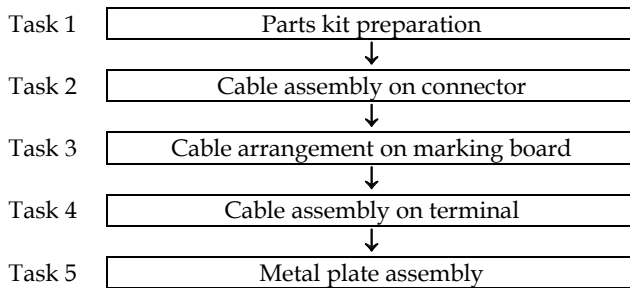 Task 1 Parts kit preparation
Task 2 Cable assembly on connector
Task 3 Cable arrangement on marking board
Task 4 Cable assembly on terminal
Task 5 Metal plate assembly